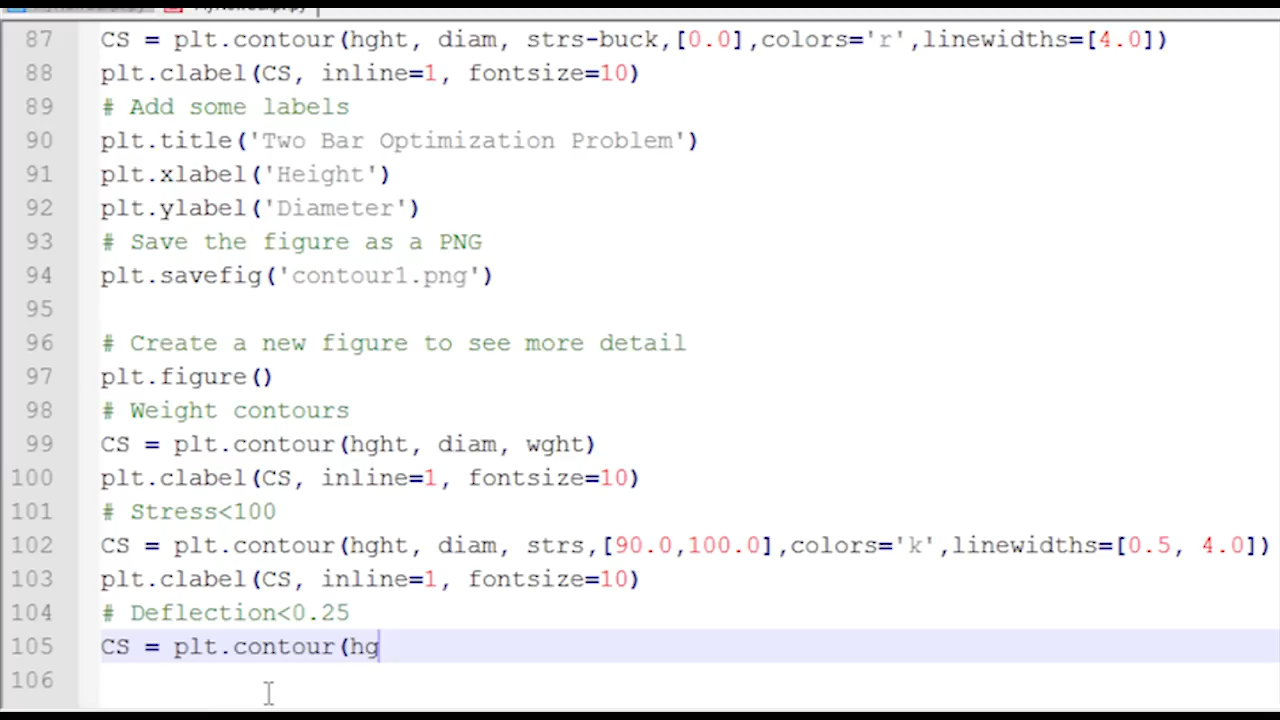 87 CS = plt.contour(hght, diam, strs-buck,[0.0],colors='r',linewidths=[4.0])
88 plt.clabel(CS, inline=1, fontsize=10)
89 # Add some labels
90 plt.title('Two Bar Optimization Problem')
91 plt.xlabel('Height')
92 plt.ylabel('Diameter')
93 # Save the figure as a PNG
94 plt.savefig('contour1.png')
95
96 # Create a new figure to see more detail
97 plt.figure()
98 # Weight contours
99 CS = plt.contour(hght, diam, wght)
100 plt.clabel(CS, inline=1, fontsize=10)
101 # Stress<100
102 CS = plt.contour(hght, diam, strs,[90.0,100.0],colors='k',linewidths=[0.5, 4.0])
103 plt.clabel(CS, inline=1, fontsize=10)
104 # Deflection<0.25
105 CS = plt.contour(hg
106